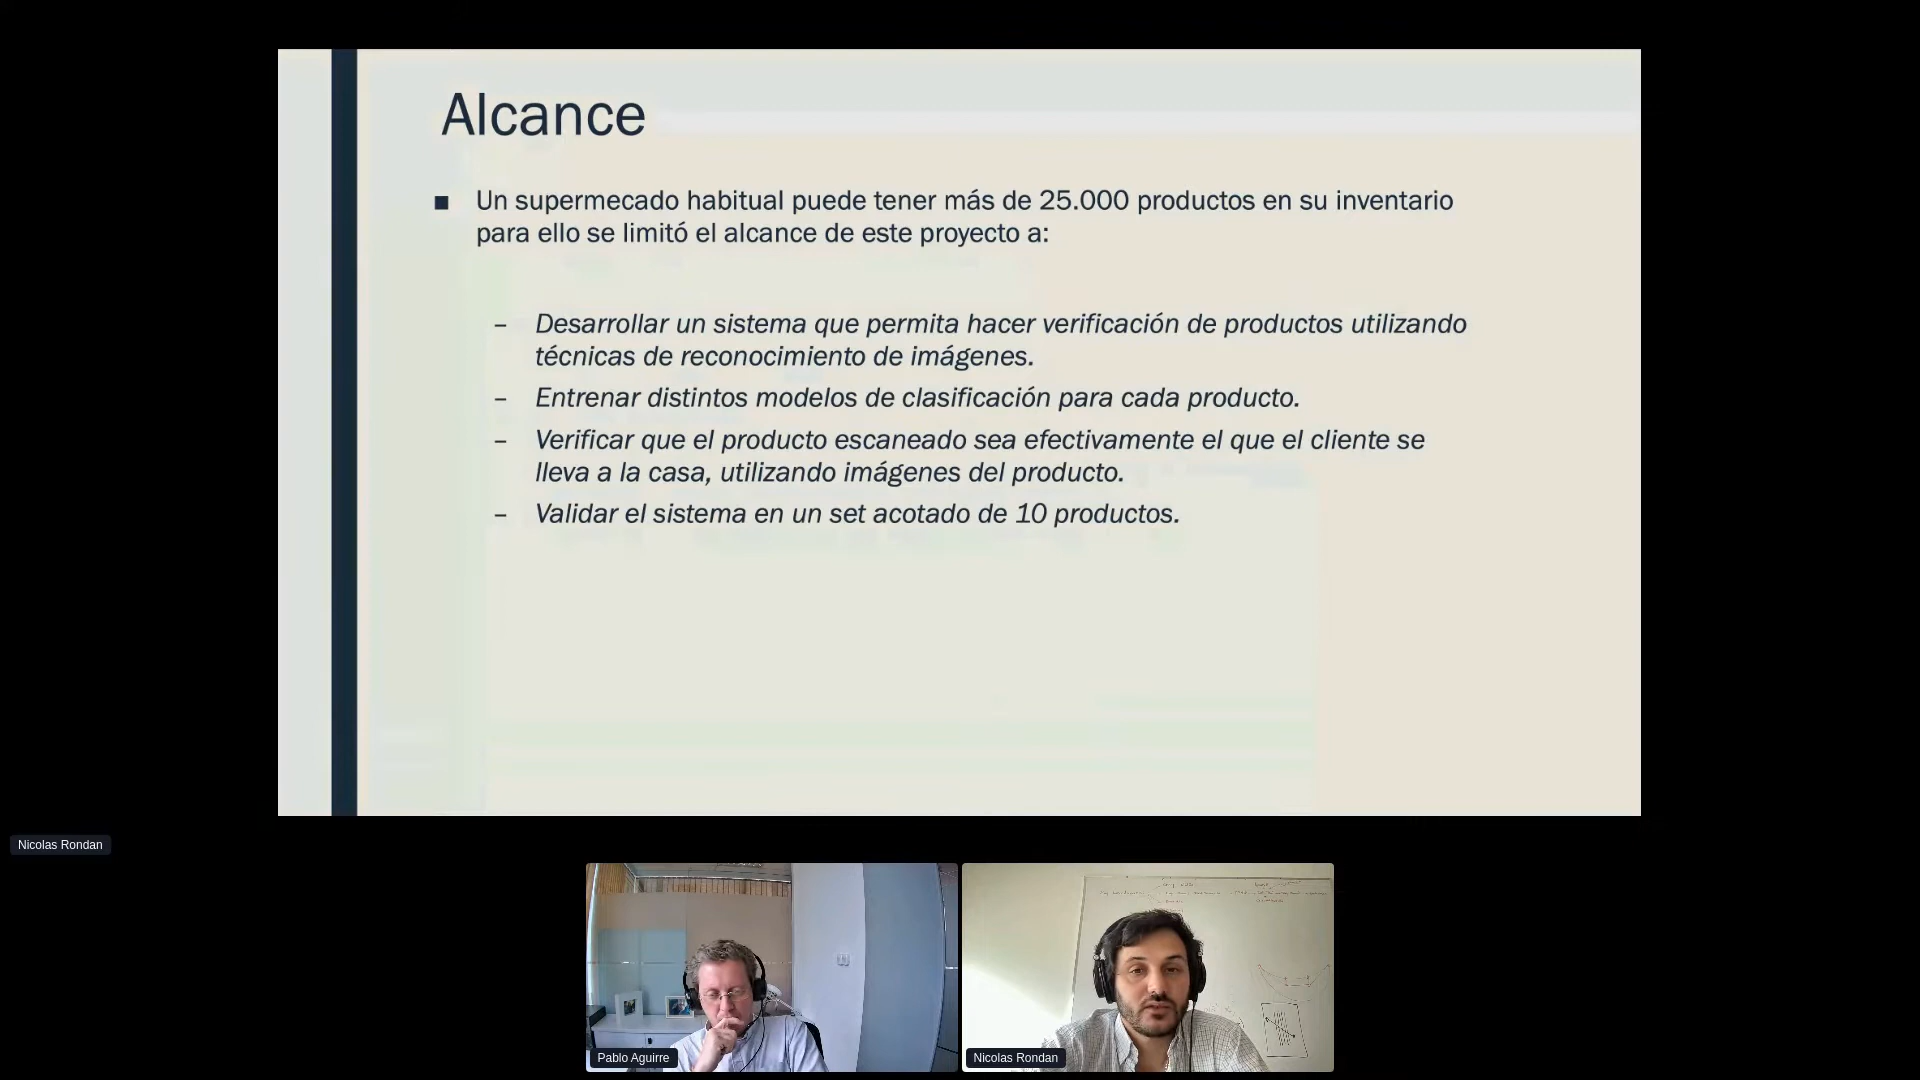 Alcance
■ Un supermecado habitual puede tener más de 25.000 productos en su inventario
para ello se limitó el alcance de este proyecto a:
– Desarrollar un sistema que permita hacer verificación de productos utilizando
técnicas de reconocimiento de imágenes.
– Entrenar distintos modelos de clasificación para cada producto.
– Verificar que el producto escaneado sea efectivamente el que el cliente se
lleva a la casa, utilizando imágenes del producto.
– Validar el sistema en un set acotado de 10 productos.
Nicolas Rondan
Pablo Aguirre
Nicolas Rondan